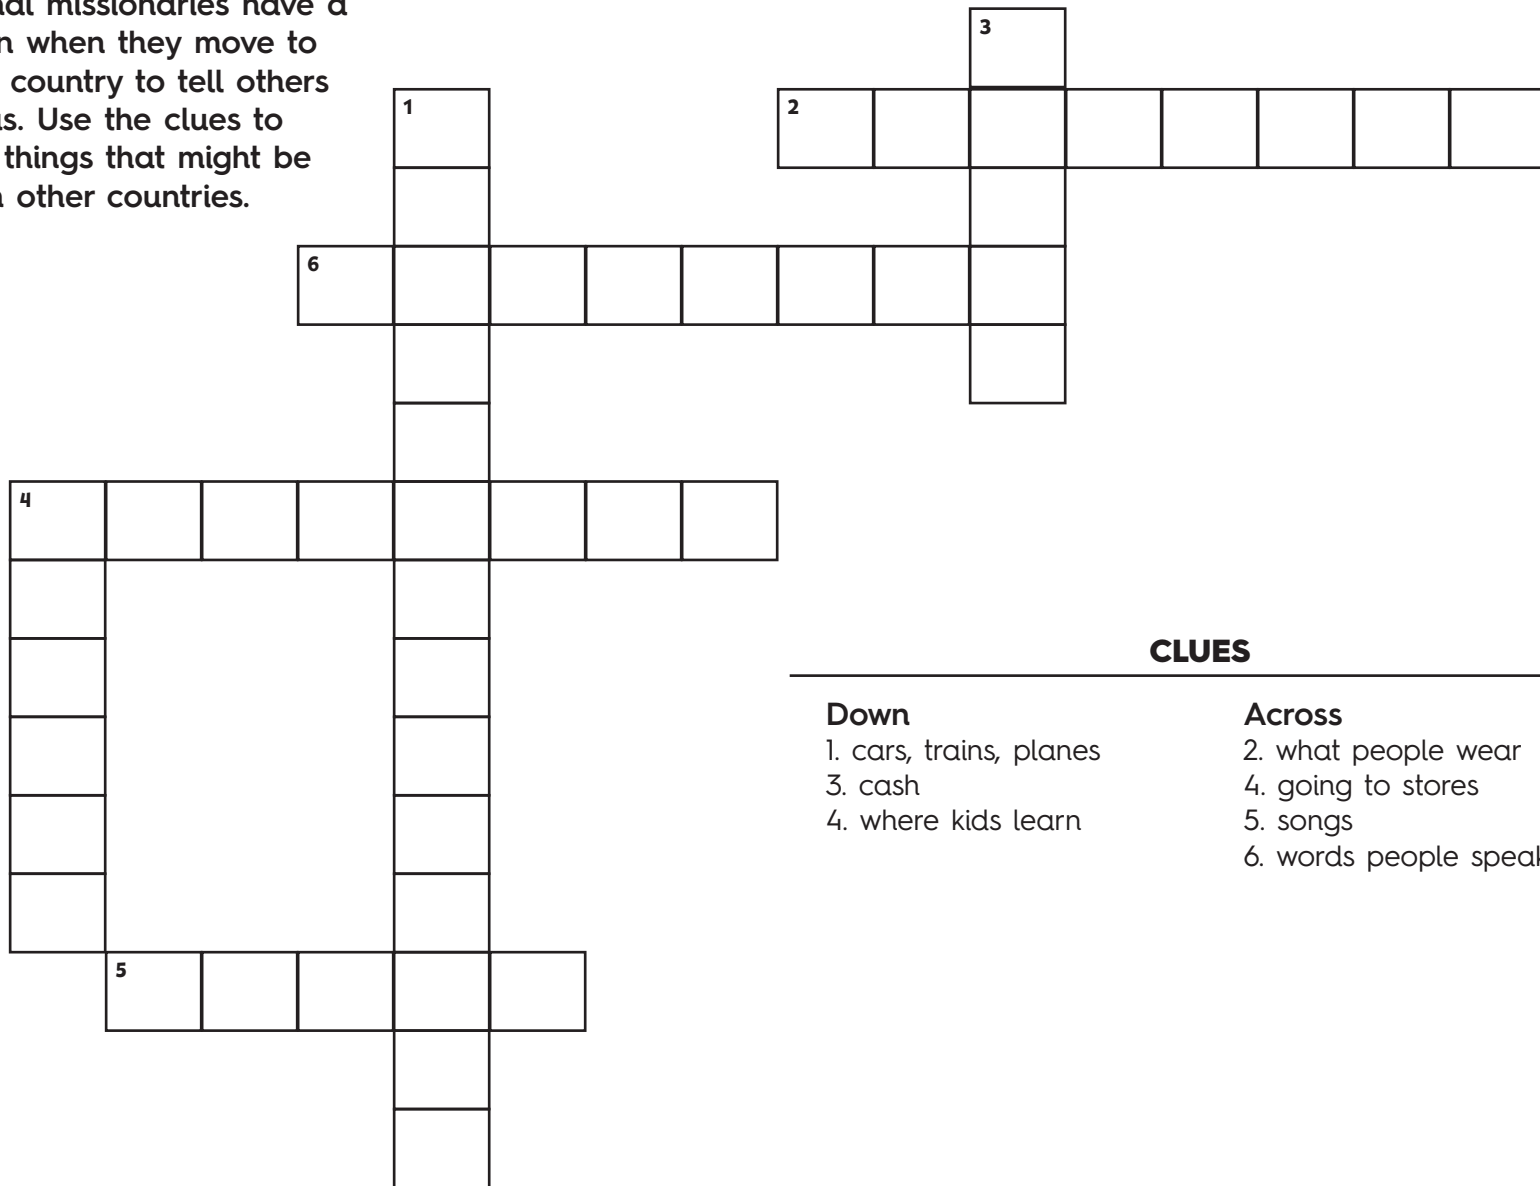 missionaries have a
when they move to
country to tell others
Use the clues to
things that might be
other countries.
3
1
2
6
4
5
CLUES
Down
1. cars, trains, planes
3. cash
4. where kids learn
Across
2. what people wear
4. going to stores
5. songs
6. words people speak